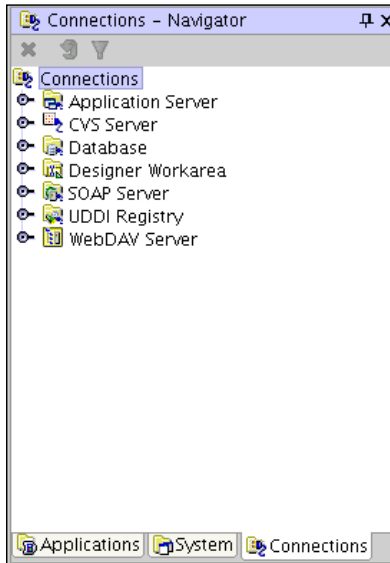 Connections – Navigator
Connections
Application Server
CVS Server
Database
Designer Workarea
SOAP Server
UDDI Registry
WebDAV Server
Applications System Connections